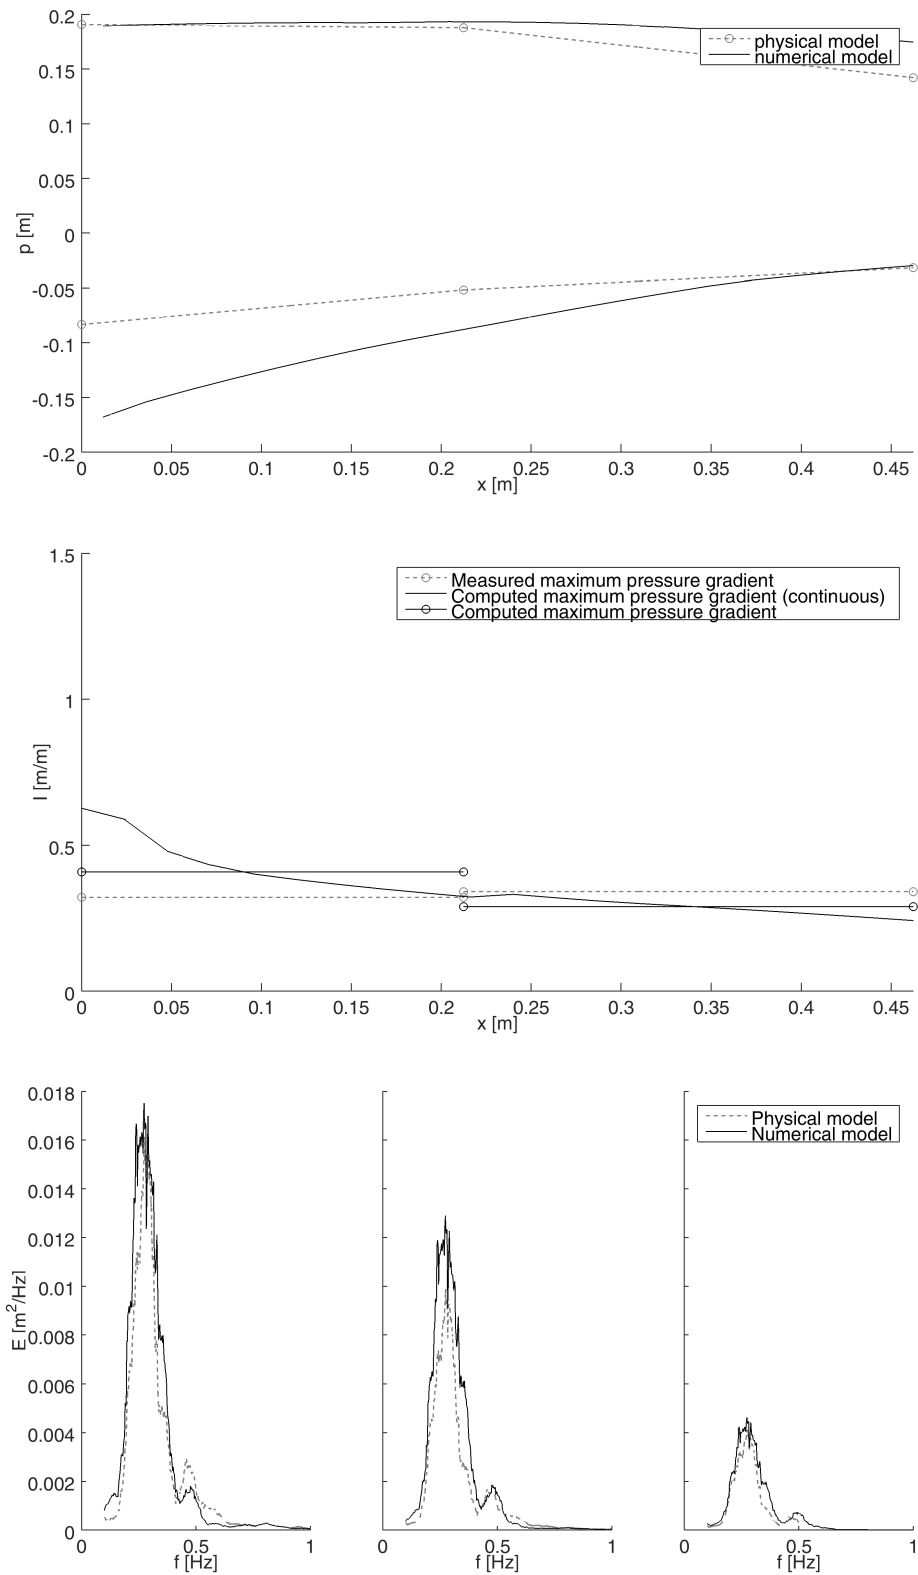 0.2
0.15
0.1
0.05
0
-0.05
-0.1
-0.15
-0.2
p [m]
physical model
numerical model
0 0.05 0.1 0.15 0.2 0.25 0.3 0.35 0.4 0.45
x [m]
1.5
1
0.5
0
I [m/m]
Measured maximum pressure gradient
Computed maximum pressure gradient (continuous)
Computed maximum pressure gradient
0 0.05 0.1 0.15 0.2 0.25 0.3 0.35 0.4 0.45
x [m]
0.018
0.016
0.014
0.012
0.01
0.008
0.006
0.004
0.002
0
E [m²/Hz]
Physical model
Numerical model
0 0.5 1
f [Hz]
0 0.5 1
f [Hz]
0 0.5 1
f [Hz]